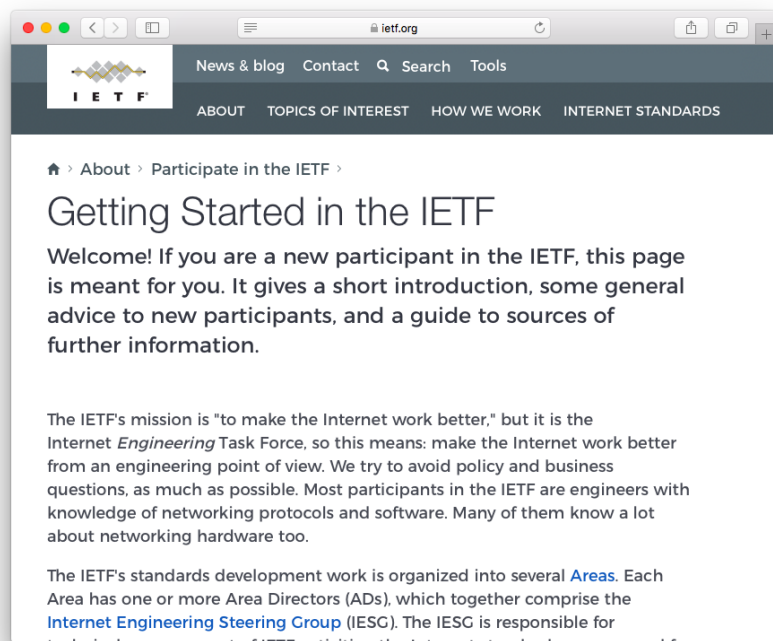 ietf.org
News & blog Contact Search Tools
I E T F®
ABOUT TOPICS OF INTEREST HOW WE WORK INTERNET STANDARDS
About › Participate in the IETF ›
Getting Started in the IETF
Welcome! If you are a new participant in the IETF, this page
is meant for you. It gives a short introduction, some general
advice to new participants, and a guide to sources of
further information.
The IETF's mission is "to make the Internet work better," but it is the
Internet Engineering Task Force, so this means: make the Internet work better
from an engineering point of view. We try to avoid policy and business
questions, as much as possible. Most participants in the IETF are engineers with
knowledge of networking protocols and software. Many of them know a lot
about networking hardware too.
The IETF's standards development work is organized into several Areas. Each
Area has one or more Area Directors (ADs), which together comprise the
Internet Engineering Steering Group (IESG). The IESG is responsible for